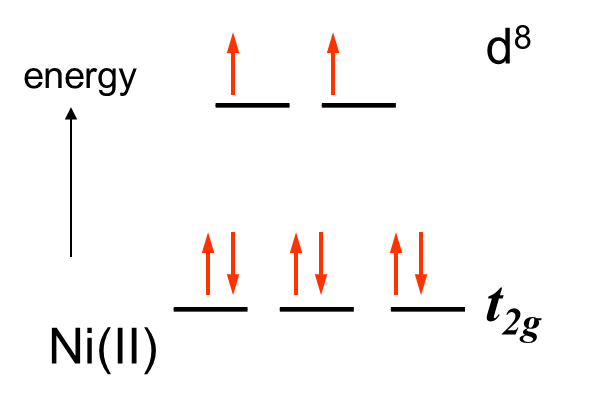 d⁸
energy
t₂g
Ni(II)